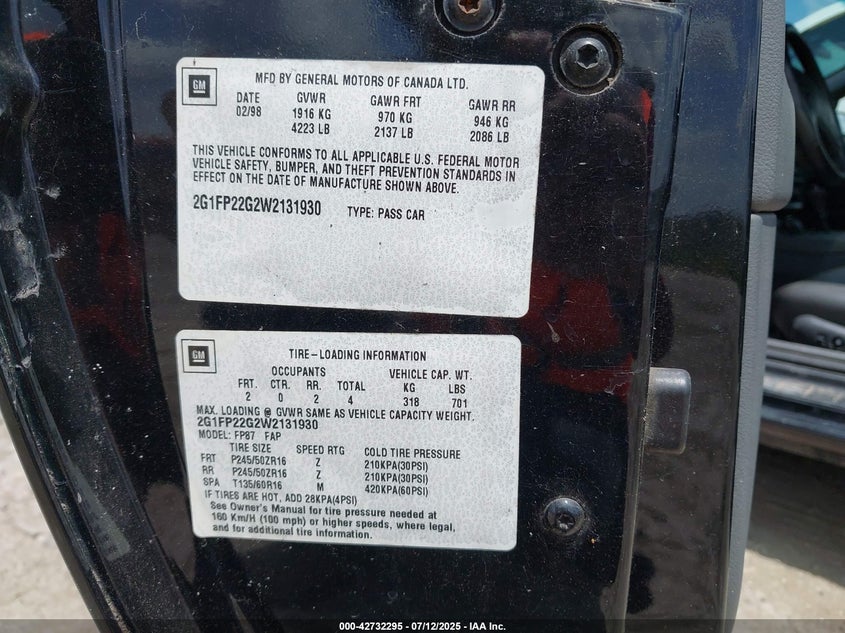 GM
MFD BY GENERAL MOTORS OF CANADA LTD.
DATE GVWR GAWR FRT GAWR RR
02/98 1916 KG 970 KG 946 KG
4223 LB 2137 LB 2086 LB
THIS VEHICLE CONFORMS TO ALL APPLICABLE U.S. FEDERAL MOTOR
VEHICLE SAFETY, BUMPER, AND THEFT PREVENTION STANDARDS IN
EFFECT ON THE DATE OF MANUFACTURE SHOWN ABOVE.
2G1FP22G2W2131930 TYPE: PASS CAR
GM
TIRE-LOADING INFORMATION
OCCUPANTS VEHICLE CAP. WT.
FRT. CTR. RR. TOTAL KG LBS
2 0 2 4 318 701
MAX. LOADING @ GVWR SAME AS VEHICLE CAPACITY WEIGHT.
2G1FP22G2W2131930
MODEL: FP87 FAP
TIRE SIZE SPEED RTG COLD TIRE PRESSURE
FRT P245/50ZR16 Z 210KPA(30PSI)
RR P245/50ZR16 Z 210KPA(30PSI)
SPA T135/60R16 M 420KPA(60PSI)
IF TIRES ARE HOT, ADD 28KPA(4PSI)
See Owner's Manual for tire pressure needed at
160 Km/H (100 mph) or higher speeds, where legal,
and for additional tire information.
000-42732295 - 07/12/2025 - IAA Inc.